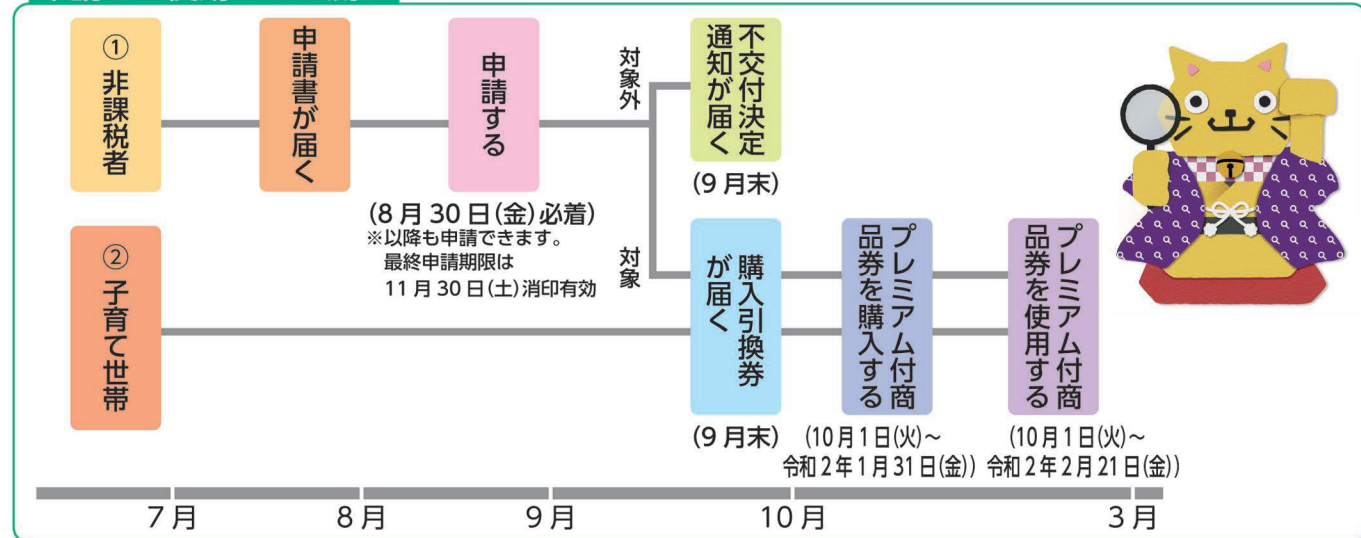 ① 非課税者
申請書が届く
申請する
(8月30日(金)必着)
※以降も申請できます。
最終申請期限は
11月30日(土)消印有効
対象外
不交付決定
通知が届く
(9月末)
② 子育て世帯
対象
購入引換券
が届く
(9月末)
プレミアム付商
品券を購入する
(10月1日(火)～
令和2年1月31日(金))
プレミアム付商
品券を使用する
(10月1日(火)～
令和2年2月21日(金))
7月
8月
9月
10月
3月